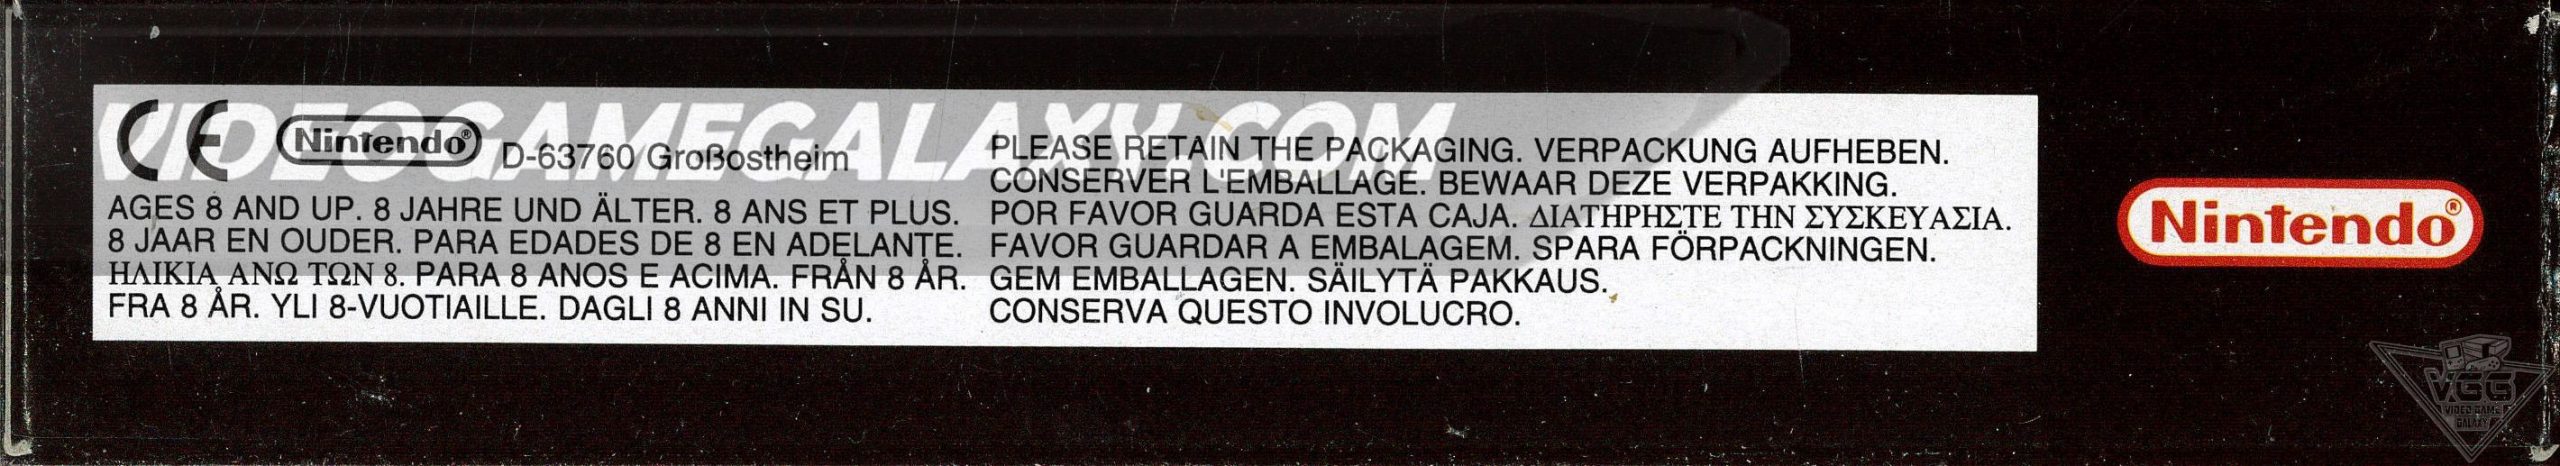 VIDEOGAMEGALAXY.COM
CE Nintendo® D-63760 Großostheim
AGES 8 AND UP. 8 JAHRE UND ÄLTER. 8 ANS ET PLUS.
8 JAAR EN OUDER. PARA EDADES DE 8 EN ADELANTE.
ΗΛΙΚΙΑ ΑΝΩ ΤΩΝ 8. PARA 8 ANOS E ACIMA. FRÅN 8 ÅR.
FRA 8 ÅR. YLI 8-VUOTIAILLE. DAGLI 8 ANNI IN SU.
PLEASE RETAIN THE PACKAGING. VERPACKUNG AUFHEBEN.
CONSERVER L'EMBALLAGE. BEWAAR DEZE VERPAKKING.
POR FAVOR GUARDA ESTA CAJA. ΔΙΑΤΗΡΗΣΤΕ ΤΗΝ ΣΥΣΚΕΥΑΣΙΑ.
FAVOR GUARDAR A EMBALAGEM. SPARA FÖRPACKNINGEN.
GEM EMBALLAGEN. SÄILYTÄ PAKKAUS.
CONSERVA QUESTO INVOLUCRO.
Nintendo®
VGG
VIDEO GAME
GALAXY